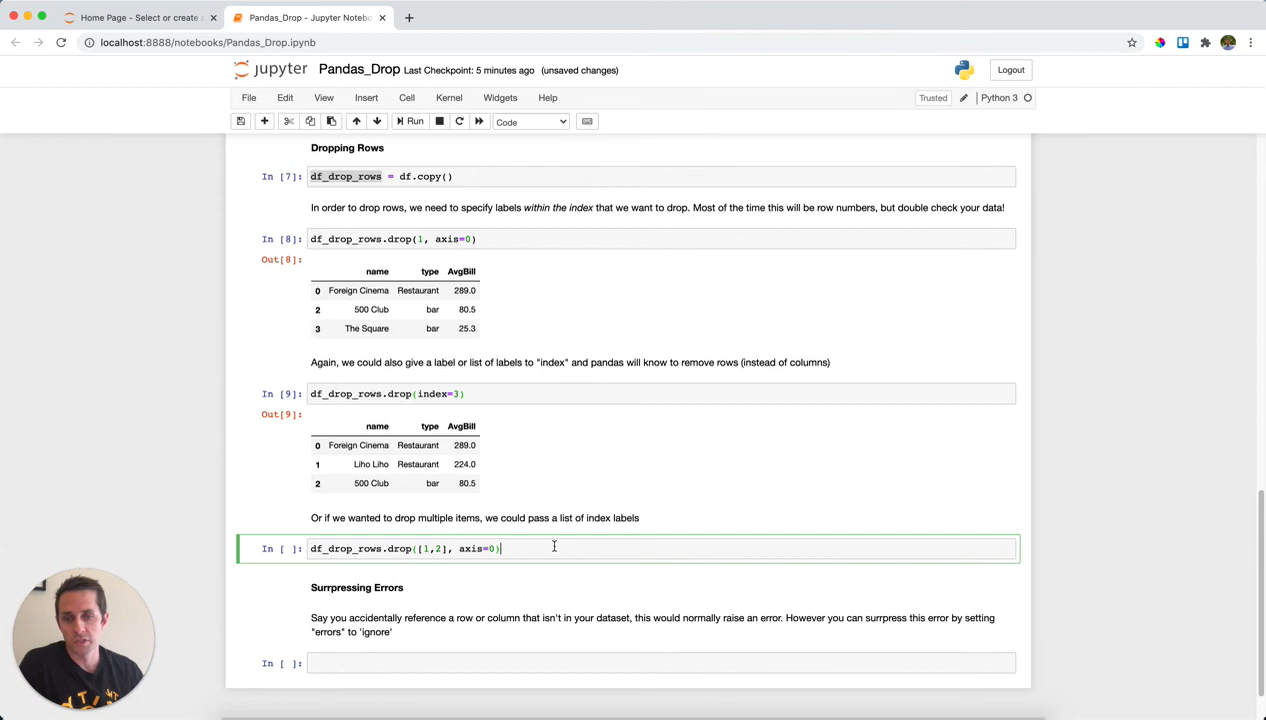 Home Page - Select or create a
Pandas_Drop - Jupyter Notebo
localhost:8888/notebooks/Pandas_Drop.ipynb
jupyter
Pandas_Drop Last Checkpoint: 5 minutes ago (unsaved changes)
Logout
File Edit View Insert Cell Kernel Widgets Help
Trusted
Python 3
Run
Code
Dropping Rows
In [7]: df_drop_rows = df.copy()
In order to drop rows, we need to specify labels within the index that we want to drop. Most of the time this will be row numbers, but double check your data!
In [8]: df_drop_rows.drop(1, axis=0)
Out[8]:
name type AvgBill
0 Foreign Cinema Restaurant 289.0
2 500 Club bar 80.5
3 The Square bar 25.3
Again, we could also give a label or list of labels to "index" and pandas will know to remove rows (instead of columns)
In [9]: df_drop_rows.drop(index=3)
Out[9]:
name type AvgBill
0 Foreign Cinema Restaurant 289.0
1 Liho Liho Restaurant 224.0
2 500 Club bar 80.5
Or if we wanted to drop multiple items, we could pass a list of index labels
In [ ]: df_drop_rows.drop([1,2], axis=0)
Surrpressing Errors
Say you accidentally reference a row or column that isn't in your dataset, this would normally raise an error. However you can surrpress this error by setting
"errors" to 'ignore'
In [ ]: